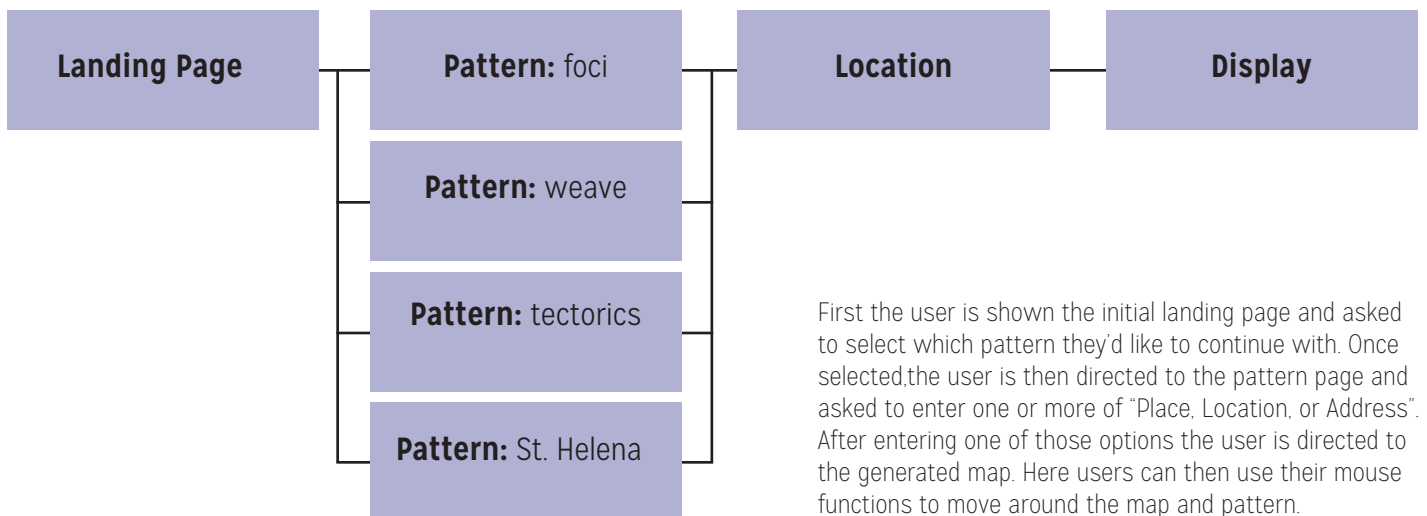 Landing Page
Pattern: foci
Location
Display
Pattern: weave
Pattern: tectorics
Pattern: St. Helena
First the user is shown the initial landing page and asked
to select which pattern they'd like to continue with. Once
selected,the user is then directed to the pattern page and
asked to enter one or more of “Place, Location, or Address”.
After entering one of those options the user is directed to
the generated map. Here users can then use their mouse
functions to move around the map and pattern.